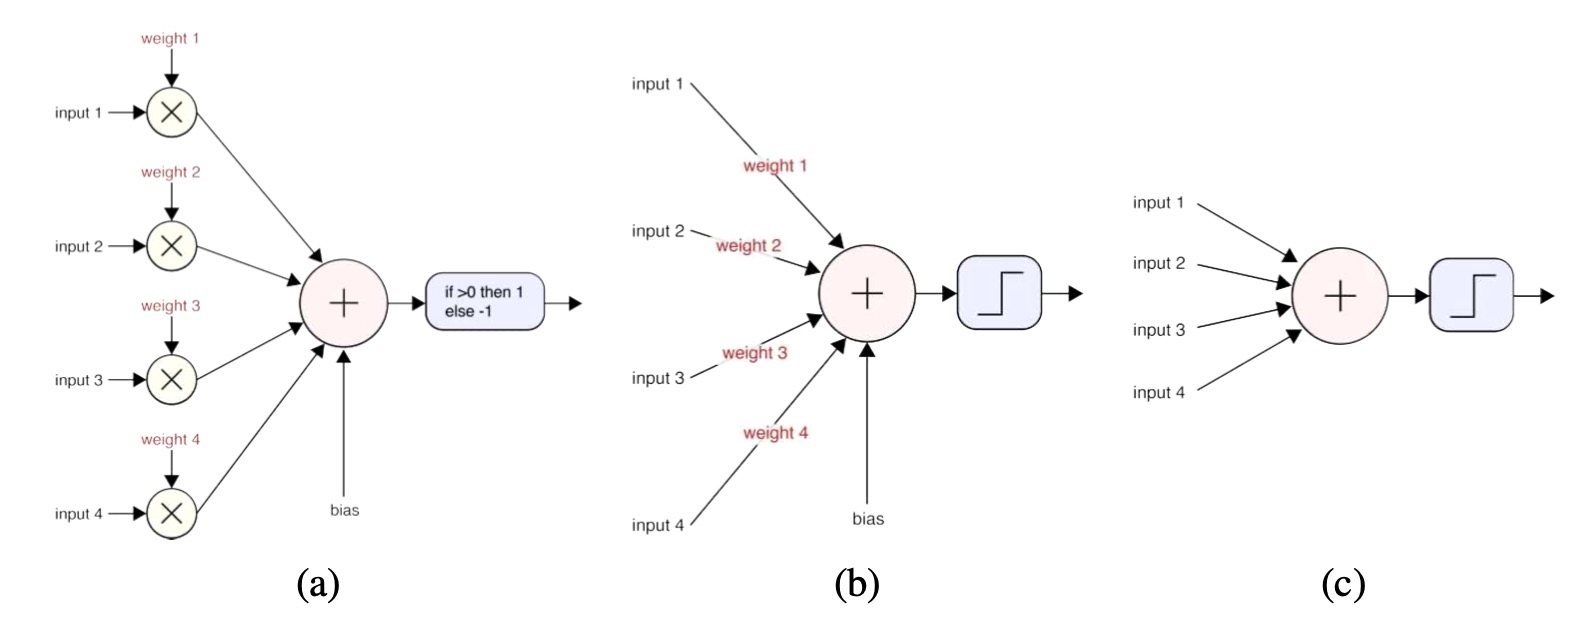 weight 1
input 1
weight 2
input 2
weight 3
input 3
weight 4
input 4
bias
if >0 then 1
else -1
(a)
input 1
weight 1
input 2
weight 2
weight 3
input 3
weight 4
input 4
bias
(b)
input 1
input 2
input 3
input 4
(c)